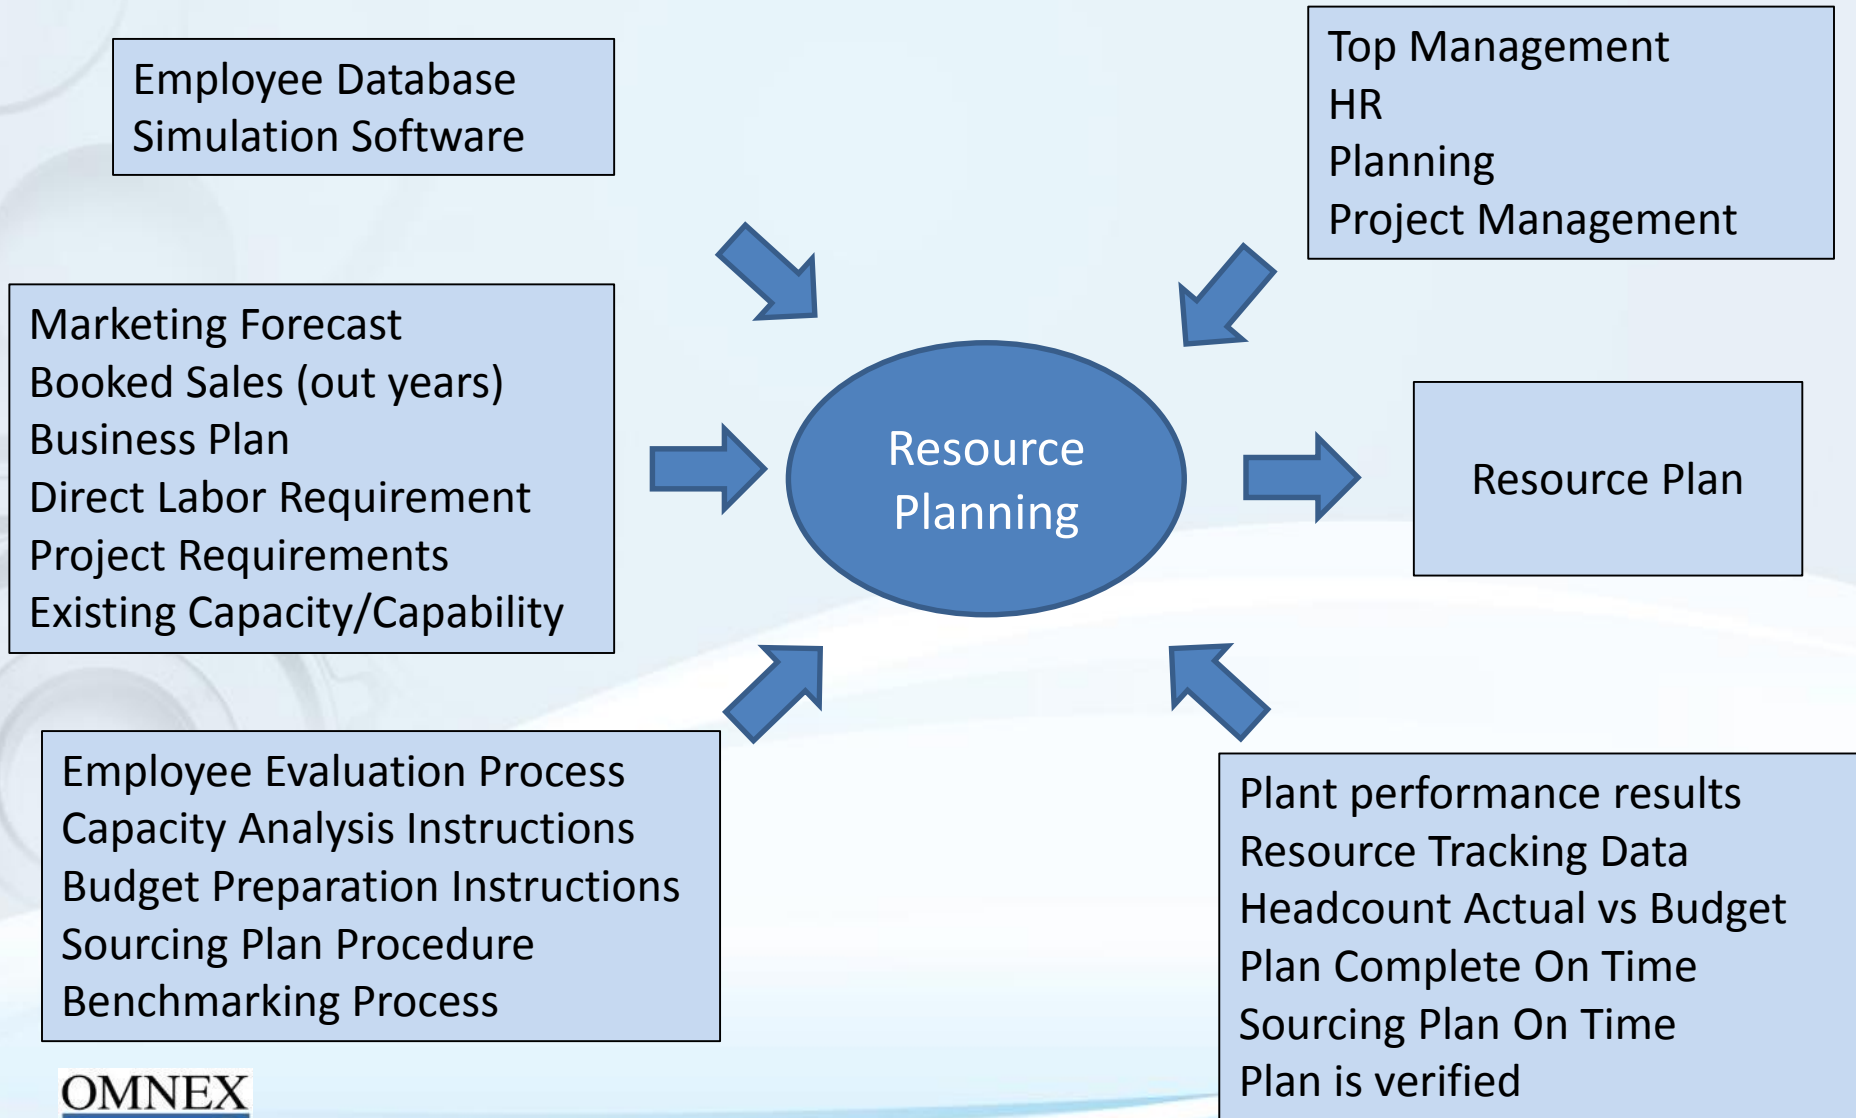 Employee Database
Simulation Software
Top Management
HR
Planning
Project Management
Marketing Forecast
Booked Sales (out years)
Business Plan
Direct Labor Requirement
Project Requirements
Existing Capacity/Capability
Resource
Planning
Resource Plan
Employee Evaluation Process
Capacity Analysis Instructions
Budget Preparation Instructions
Sourcing Plan Procedure
Benchmarking Process
Plant performance results
Resource Tracking Data
Headcount Actual vs Budget
Plan Complete On Time
Sourcing Plan On Time
Plan is verified
OMNEX